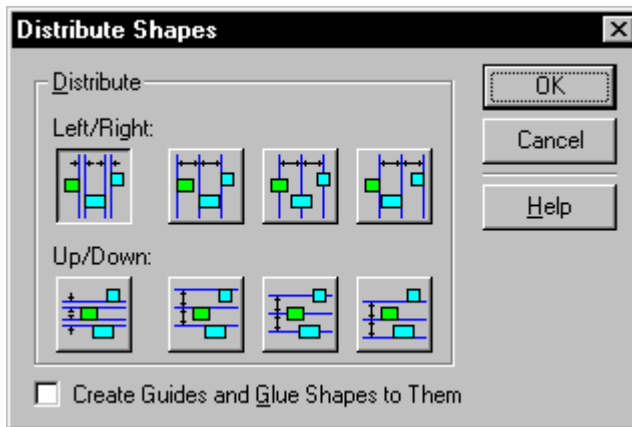 Distribute Shapes
Distribute
Left/Right:
Up/Down:
OK
Cancel
Help
Create Guides and Glue Shapes to Them